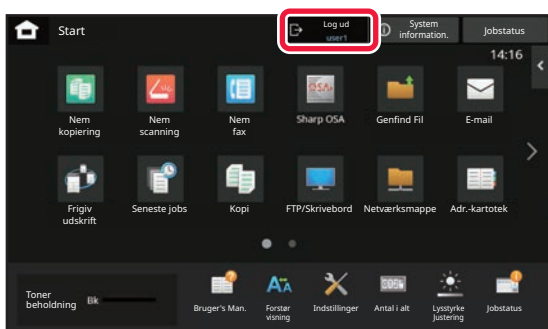 Start
Log ud
user1
System
information.
Jobstatus
14:16
Nem
kopiering
Nem
scanning
Nem
fax
Sharp OSA
Genfind Fil
E-mail
Frigiv
udskrift
Seneste jobs
Kopi
FTP/Skrivebord
Netværksmappe
Adr.-kartotek
Toner
beholdning
Bk
Bruger's Man.
Forstør
visning
Indstillinger
Antal i alt
Lysstyrke
Justering
Jobstatus